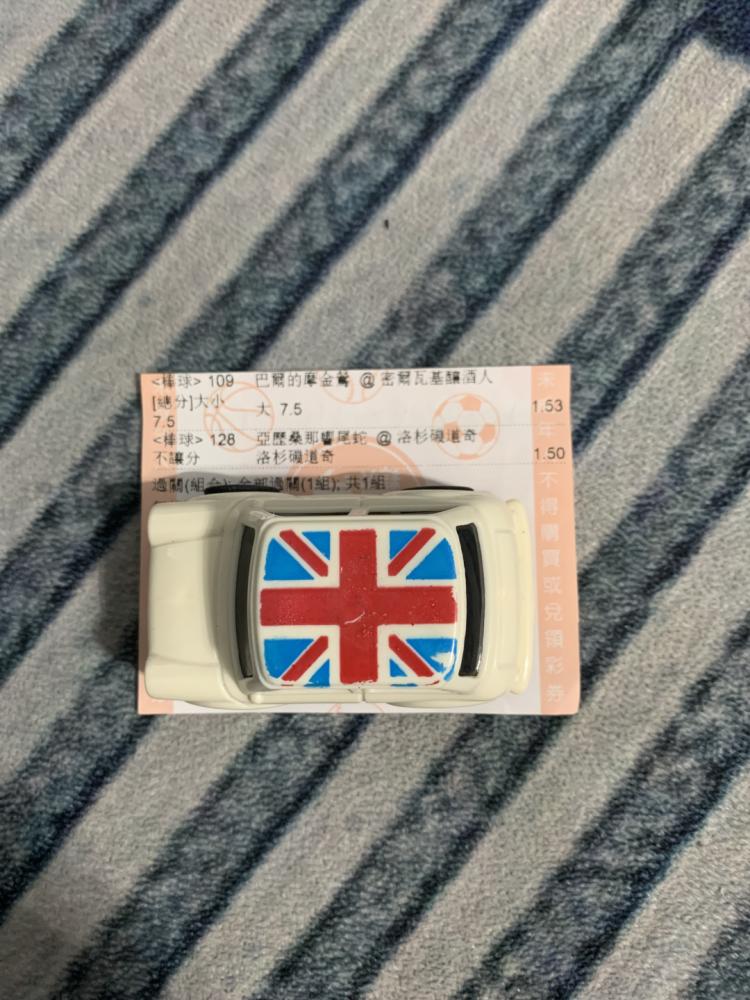 <棒球> 109 巴爾的摩金鶯 @ 密爾瓦基釀酒人
[總分]大小 大 7.5 1.53
7.5
<棒球> 128 亞歷桑那響尾蛇 @ 洛杉磯道奇
不讓分 洛杉磯道奇 1.50
過關(組合): 全部過關(1組); 共1組
未
年
不得購買或兌領彩券